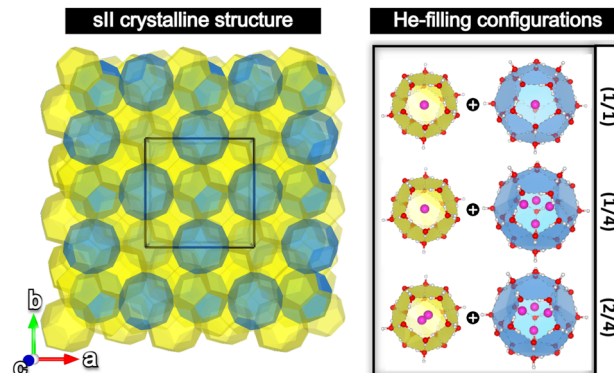 sII crystalline structure
He-filling configurations
(1/1)
(1/4)
(2/4)
b
c
a